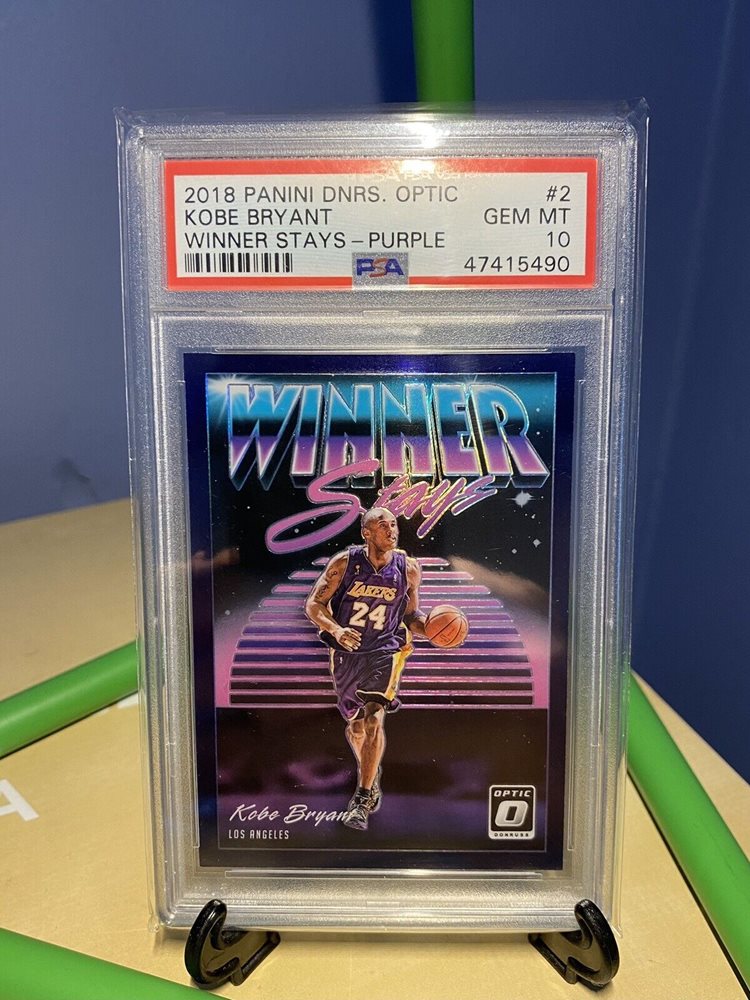 2018 PANINI DNRS. OPTIC #2
KOBE BRYANT GEM MT
WINNER STAYS – PURPLE 10
PSA 47415490
WINNER
Stays
LAKERS
24
Kobe Bryant
LOS ANGELES
OPTIC
DONRUSS
A